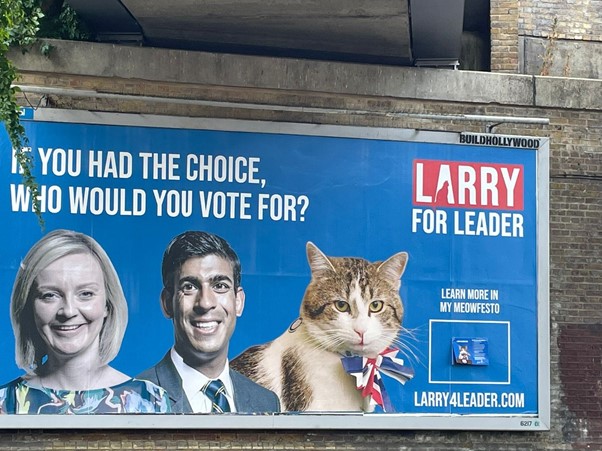 IF YOU HAD THE CHOICE,
WHO WOULD YOU VOTE FOR?
BUILDHOLLYWOOD
LARRY
FOR LEADER
LEARN MORE IN
MY MEOWFESTO
LARRY4LEADER.COM